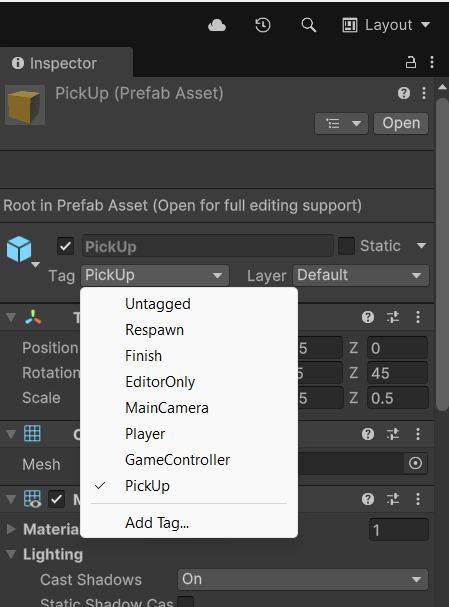 Layout
Inspector
PickUp (Prefab Asset)
Open
Root in Prefab Asset (Open for full editing support)
PickUp
Static
Tag PickUp Layer Default
Untagged
Respawn
Finish
EditorOnly
MainCamera
Player
GameController
PickUp
Add Tag...
T
Position 5 Z 0
Rotation Z 45
Scale 5 Z 0.5
Mesh
Material 1
Lighting
Cast Shadows On
Static Shadow Cas